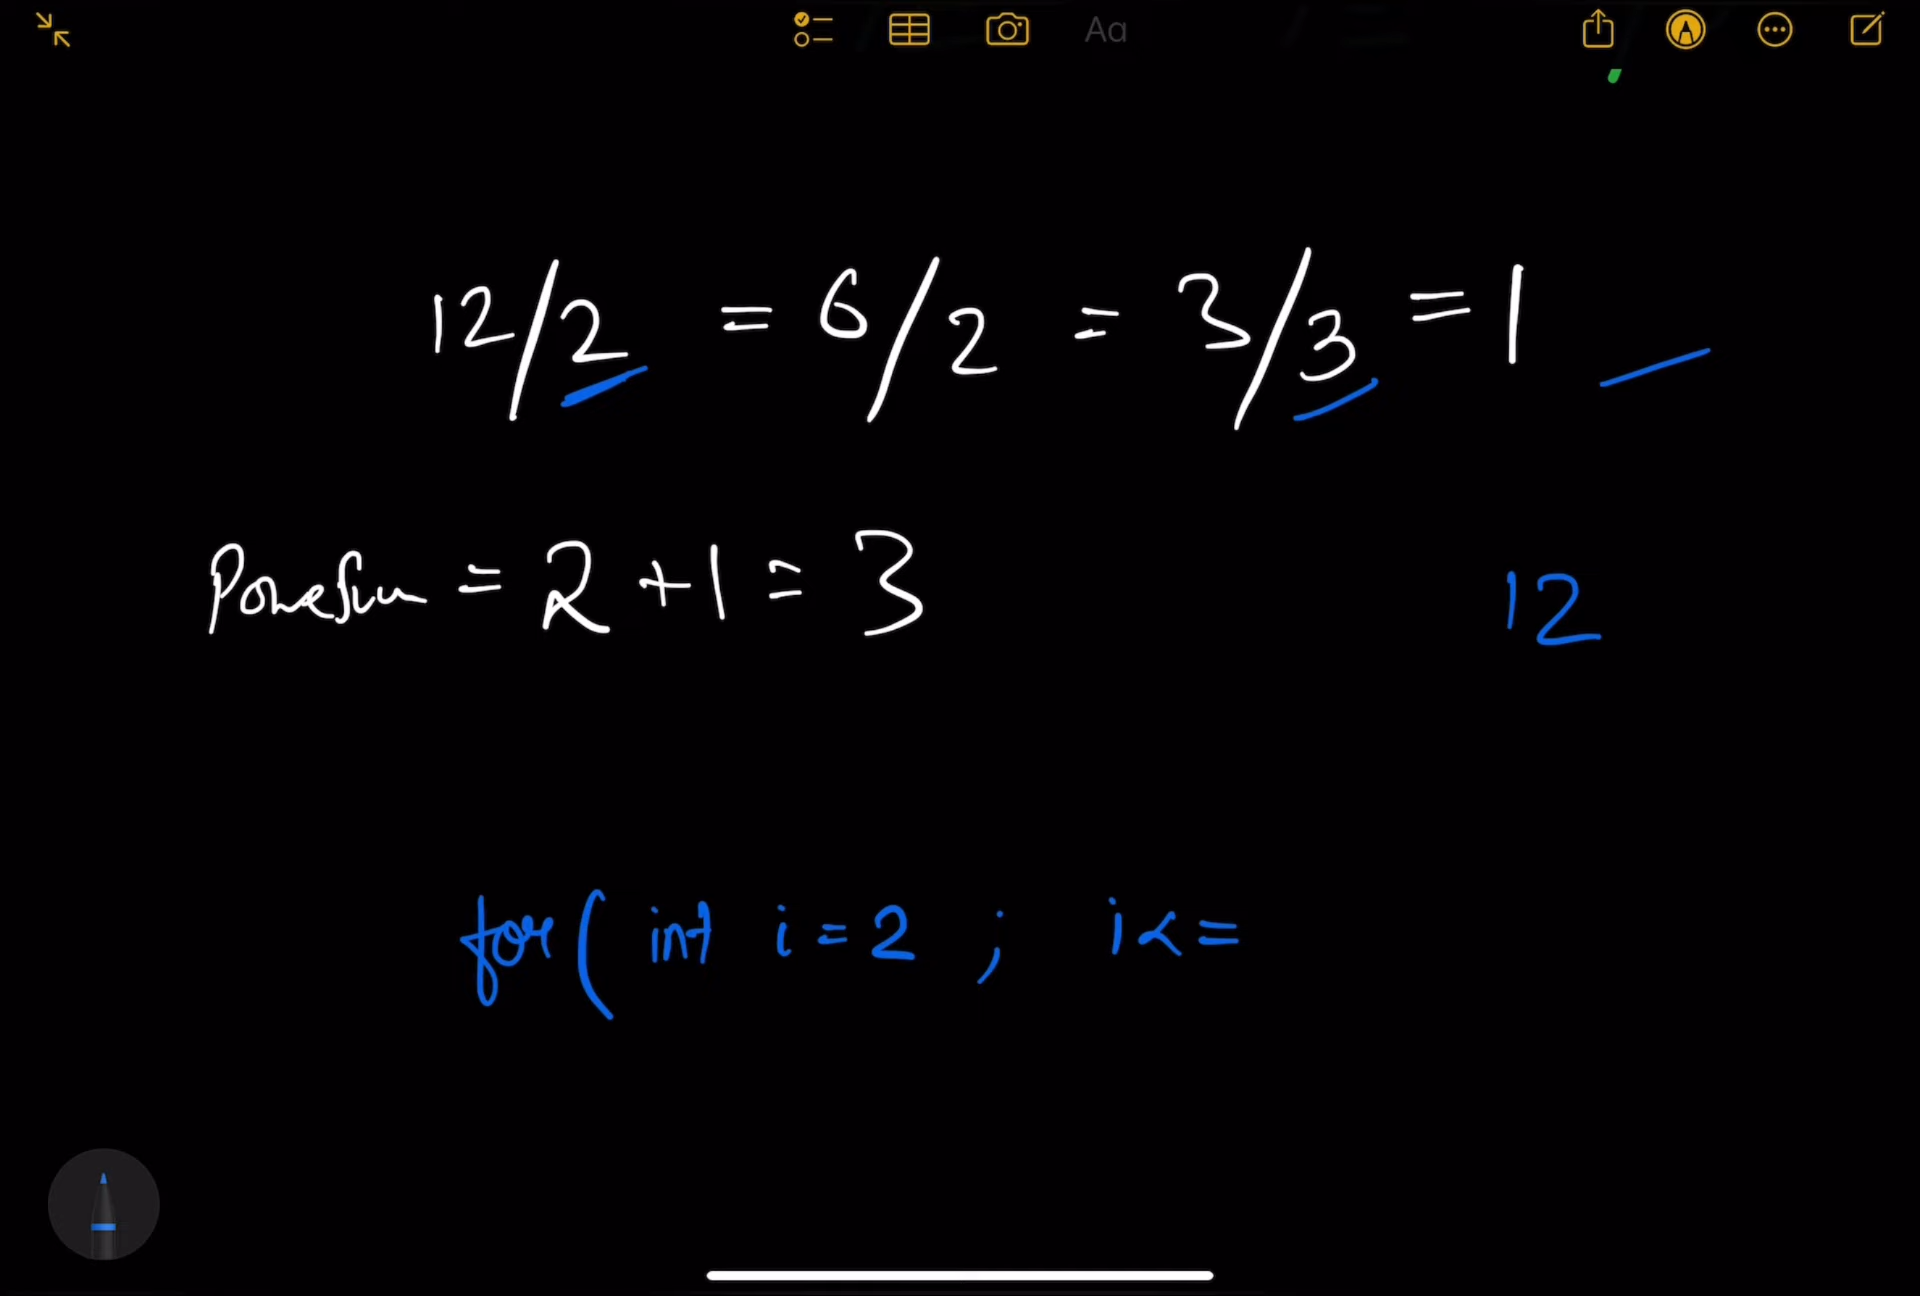 Aa
12/2 = 6/2 = 3/3 = 1
PowerSum = 2 + 1 = 3
12
for( int i = 2 ; i <=